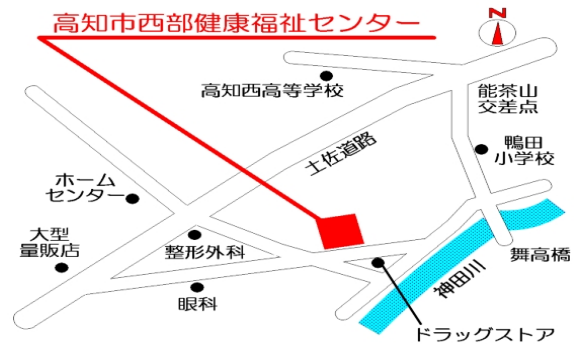 高知市西部健康福祉センター
N
高知西高等学校
能茶山
交差点
土佐道路
鴨田
小学校
ホーム
センター
大型
量販店
整形外科
眼科
舞高橋
神田川
ドラッグストア